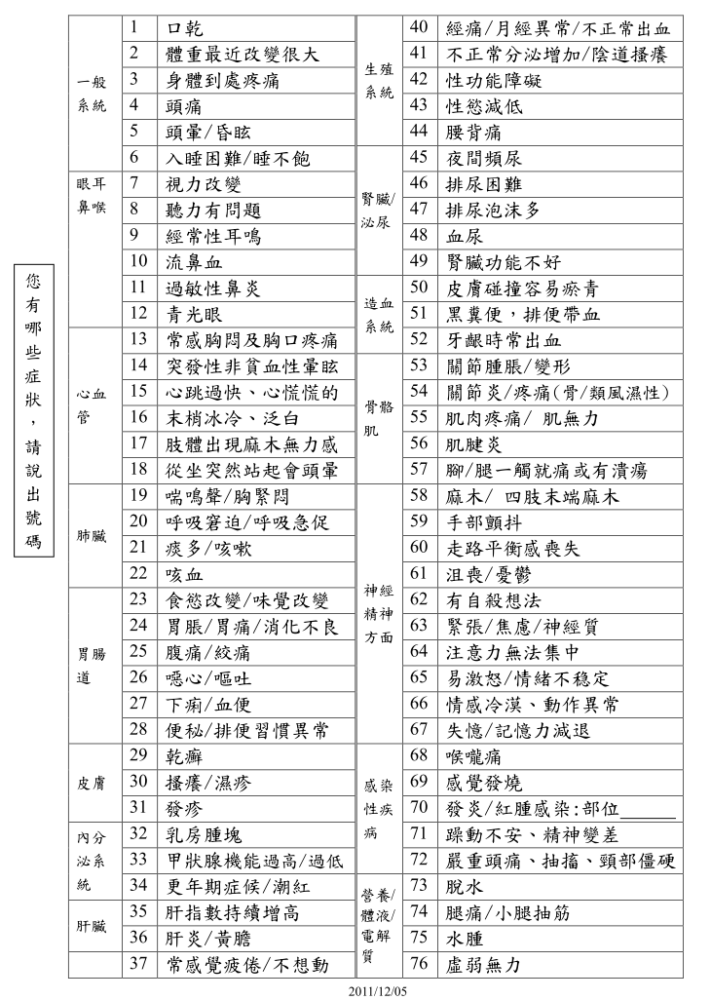 您有哪些症狀，請說出號碼
一般系統
1 口乾
2 體重最近改變很大
3 身體到處疼痛
4 頭痛
5 頭暈/昏眩
6 入睡困難/睡不飽
眼耳鼻喉
7 視力改變
8 聽力有問題
9 經常性耳鳴
10 流鼻血
11 過敏性鼻炎
12 青光眼
心血管
13 常感胸悶及胸口疼痛
14 突發性非貧血性暈眩
15 心跳過快、心慌慌的
16 末梢冰冷、泛白
17 肢體出現麻木無力感
18 從坐突然站起會頭暈
肺臟
19 喘鳴聲/胸緊悶
20 呼吸窘迫/呼吸急促
21 痰多/咳嗽
22 咳血
胃腸道
23 食慾改變/味覺改變
24 胃脹/胃痛/消化不良
25 腹痛/絞痛
26 噁心/嘔吐
27 下痢/血便
28 便秘/排便習慣異常
皮膚
29 乾癬
30 搔癢/濕疹
31 發疹
內分泌系統
32 乳房腫塊
33 甲狀腺機能過高/過低
34 更年期症候/潮紅
肝臟
35 肝指數持續增高
36 肝炎/黃膽
37 常感覺疲倦/不想動
生殖系統
40 經痛/月經異常/不正常出血
41 不正常分泌增加/陰道搔癢
42 性功能障礙
43 性慾減低
44 腰背痛
腎臟/泌尿
45 夜間頻尿
46 排尿困難
47 排尿泡沫多
48 血尿
49 腎臟功能不好
造血系統
50 皮膚碰撞容易瘀青
51 黑糞便，排便帶血
52 牙齦時常出血
骨骼肌
53 關節腫脹/變形
54 關節炎/疼痛(骨/類風濕性)
55 肌肉疼痛/ 肌無力
56 肌腱炎
57 腳/腿一觸就痛或有潰瘍
神經精神方面
58 麻木/ 四肢末端麻木
59 手部顫抖
60 走路平衡感喪失
61 沮喪/憂鬱
62 有自殺想法
63 緊張/焦慮/神經質
64 注意力無法集中
65 易激怒/情緒不穩定
66 情感冷漠、動作異常
67 失憶/記憶力減退
感染性疾病
68 喉嚨痛
69 感覺發燒
70 發炎/紅腫感染:部位______
71 躁動不安、精神變差
72 嚴重頭痛、抽搐、頸部僵硬
營養/體液/電解質
73 脫水
74 腿痛/小腿抽筋
75 水腫
76 虛弱無力
2011/12/05